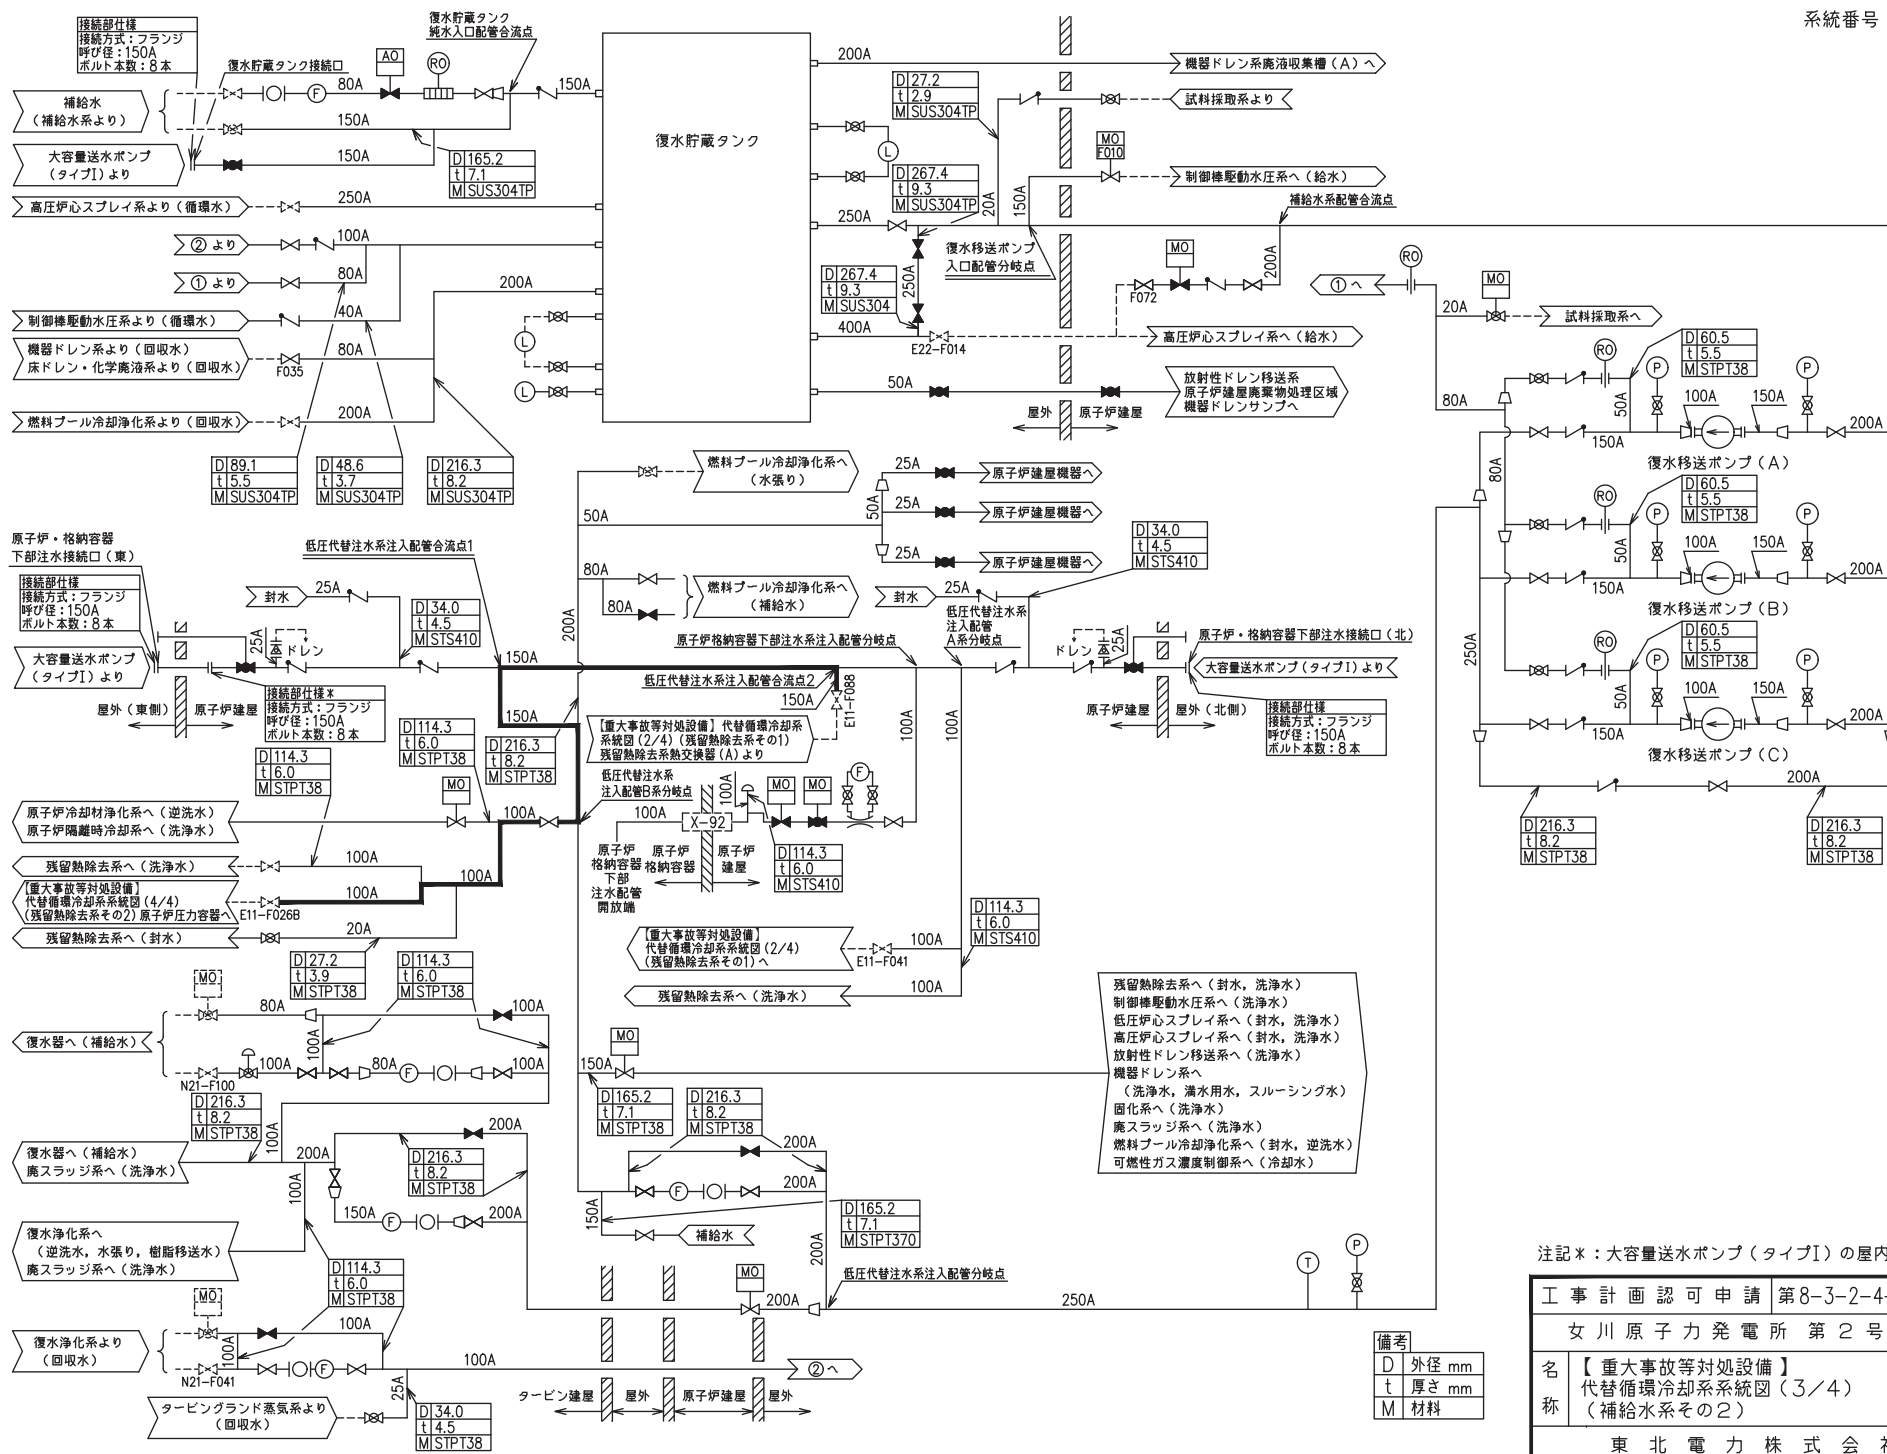 系統番号
接続部仕様
接続方式：フランジ
呼び径：150A
ボルト本数：8本
復水貯蔵タンク接続口
復水貯蔵タンク
純水入口配管合流点
AO
RO
80A
F
150A
補給水
（補給水系より）
150A
大容量送水ポンプ
（タイプⅠ）より
150A
D 165.2
t 7.1
M SUS304TP
高圧炉心スプレイ系より（循環水）
250A
②より
100A
①より
80A
制御棒駆動水圧系より（循環水）
40A
機器ドレン系より（回収水）
床ドレン・化学廃液系より（回収水）
F035
80A
燃料プール冷却浄化系より（回収水）
200A
200A
L
L
D 89.1
t 5.5
M SUS304TP
D 48.6
t 3.7
M SUS304TP
D 216.3
t 8.2
M SUS304TP
復水貯蔵タンク
200A
機器ドレン系廃液収集槽（A）へ
D 27.2
t 2.9
M SUS304TP
試料採取系より
L
MO
F010
D 267.4
t 9.3
M SUS304TP
20A
150A
制御棒駆動水圧系へ（給水）
250A
補給水系配管合流点
復水移送ポンプ
入口配管分岐点
D 267.4
t 9.3
M SUS304
250A
MO
F072
200A
400A
E22-F014
高圧炉心スプレイ系へ（給水）
50A
放射性ドレン移送系
原子炉建屋廃棄物処理区域
機器ドレンサンプへ
屋外
原子炉建屋
①へ
RO
MO
20A
試料採取系へ
80A
RO
D 60.5
t 5.5
M STPT38
P
P
50A
100A
150A
200A
150A
復水移送ポンプ（A）
80A
RO
D 60.5
t 5.5
M STPT38
P
P
50A
100A
150A
200A
150A
復水移送ポンプ（B）
RO
D 60.5
t 5.5
M STPT38
P
P
250A
50A
100A
150A
200A
150A
復水移送ポンプ（C）
200A
D 216.3
t 8.2
M STPT38
D 216.3
t 8.2
M STPT38
燃料プール冷却浄化系へ
（水張り）
50A
25A
原子炉建屋機器へ
50A
25A
原子炉建屋機器へ
25A
原子炉建屋機器へ
80A
80A
燃料プール冷却浄化系へ
（補給水）
200A
封水
25A
D 34.0
t 4.5
M STS410
低圧代替注水系
注入配管
A系分岐点
原子炉・格納容器
下部注水接続口（東）
接続部仕様
接続方式：フランジ
呼び径：150A
ボルト本数：8本
低圧代替注水系注入配管合流点1
封水
25A
D 34.0
t 4.5
M STS410
25A
ドレン
大容量送水ポンプ
（タイプⅠ）より
屋外（東側）
原子炉建屋
接続部仕様＊
接続方式：フランジ
呼び径：150A
ボルト本数：8本
150A
原子炉格納容器下部注水系注入配管分岐点
低圧代替注水系注入配管合流点2
150A
E11-F088
ドレン
25A
原子炉・格納容器下部注水接続口（北）
大容量送水ポンプ（タイプⅠ）より
原子炉建屋
屋外（北側）
接続部仕様
接続方式：フランジ
呼び径：150A
ボルト本数：8本
150A
【重大事故等対処設備】代替循環冷却系
系統図（2/4）（残留熱除去系その1）
残留熱除去系熱交換器（A）より
100A
100A
D 114.3
t 6.0
M STPT38
D 216.3
t 8.2
M STPT38
D 114.3
t 6.0
M STPT38
低圧代替注水系
注入配管B系分岐点
原子炉冷却材浄化系へ（逆洗水）
原子炉隔離時冷却系へ（洗浄水）
MO
100A
100A
100A
X-92
100A
MO
MO
F
原子炉
格納容器
下部
注水配管
開放端
原子炉
格納容器
原子炉
建屋
D 114.3
t 6.0
M STS410
残留熱除去系へ（洗浄水）
100A
100A
【重大事故等対処設備】
代替循環冷却系系統図（4/4）
（残留熱除去系その2）原子炉圧力容器へ
E11-F026B
100A
残留熱除去系へ（封水）
20A
D 27.2
t 3.9
M STPT38
D 114.3
t 6.0
M STPT38
【重大事故等対処設備】
代替循環冷却系系統図（2/4）
（残留熱除去系その1）へ
E11-F041
100A
D 114.3
t 6.0
M STS410
残留熱除去系へ（洗浄水）
100A
MO
80A
100A
復水器へ（補給水）
100A
N21-F100
100A
80A
F
100A
D 216.3
t 8.2
M STPT38
100A
復水器へ（補給水）
廃スラッジ系へ（洗浄水）
200A
100A
D 216.3
t 8.2
M STPT38
200A
150A
F
200A
復水浄化系へ
（逆洗水，水張り，樹脂移送水）
廃スラッジ系へ（洗浄水）
D 114.3
t 6.0
M STPT38
MO
100A
復水浄化系より
（回収水）
100A
N21-F041
F
100A
②へ
タービングランド蒸気系より
（回収水）
25A
D 34.0
t 4.5
M STPT38
150A
MO
D 165.2
t 7.1
M STPT38
D 216.3
t 8.2
M STPT38
200A
F
200A
150A
補給水
D 165.2
t 7.1
M STPT370
200A
MO
200A
低圧代替注水系注入配管分岐点
250A
タービン建屋
屋外
原子炉建屋
屋外
残留熱除去系へ（封水，洗浄水）
制御棒駆動水圧系へ（洗浄水）
低圧炉心スプレイ系へ（封水，洗浄水）
高圧炉心スプレイ系へ（封水，洗浄水）
放射性ドレン移送系へ（洗浄水）
機器ドレン系へ
（洗浄水，満水用水，スルーシング水）
固化系へ（洗浄水）
廃スラッジ系へ（洗浄水）
燃料プール冷却浄化系へ（封水，逆洗水）
可燃性ガス濃度制御系へ（冷却水）
T
P
備考
D 外径 mm
t 厚さ mm
M 材料
注記＊：大容量送水ポンプ（タイプⅠ）の屋内
工事計画認可申請 第8-3-2-4-
女川原子力発電所 第2号
名称
【重大事故等対処設備】
代替循環冷却系系統図（3/4）
（補給水系その2）
東北電力株式会社